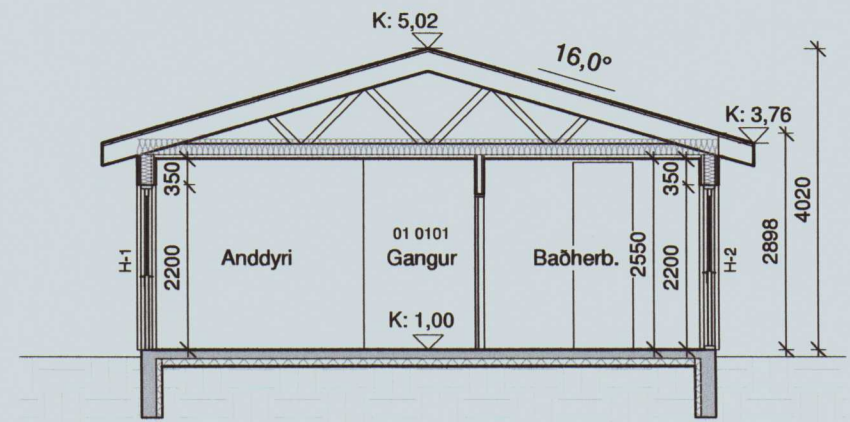 K: 5,02
16,0°
K: 3,76
350
350
4020
2898
01 0101
Anddyri
Gangur
Baðherb.
2200
2550
2200
H-1
H-2
K: 1,00